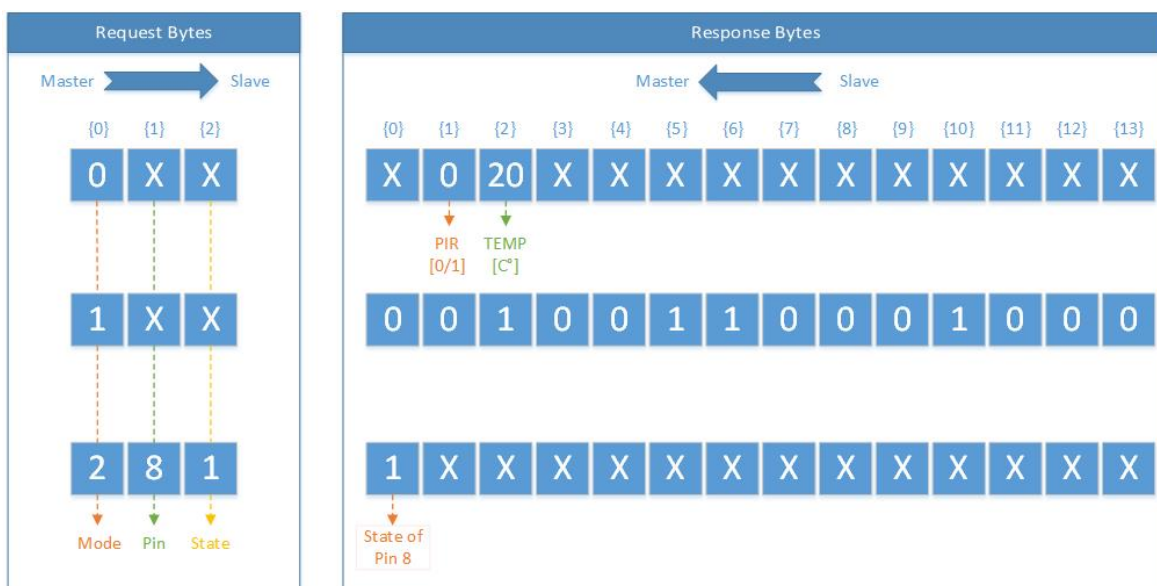 Request Bytes
Response Bytes
Master Slave
Master Slave
{0} {1} {2}
{0} {1} {2} {3} {4} {5} {6} {7} {8} {9} {10} {11} {12} {13}
0 X X
X 0 20 X X X X X X X X X X X
PIR TEMP
[0/1] [C°]
1 X X
0 0 1 0 0 1 1 0 0 0 1 0 0 0
2 8 1
1 X X X X X X X X X X X X X
Mode Pin State
State of
Pin 8